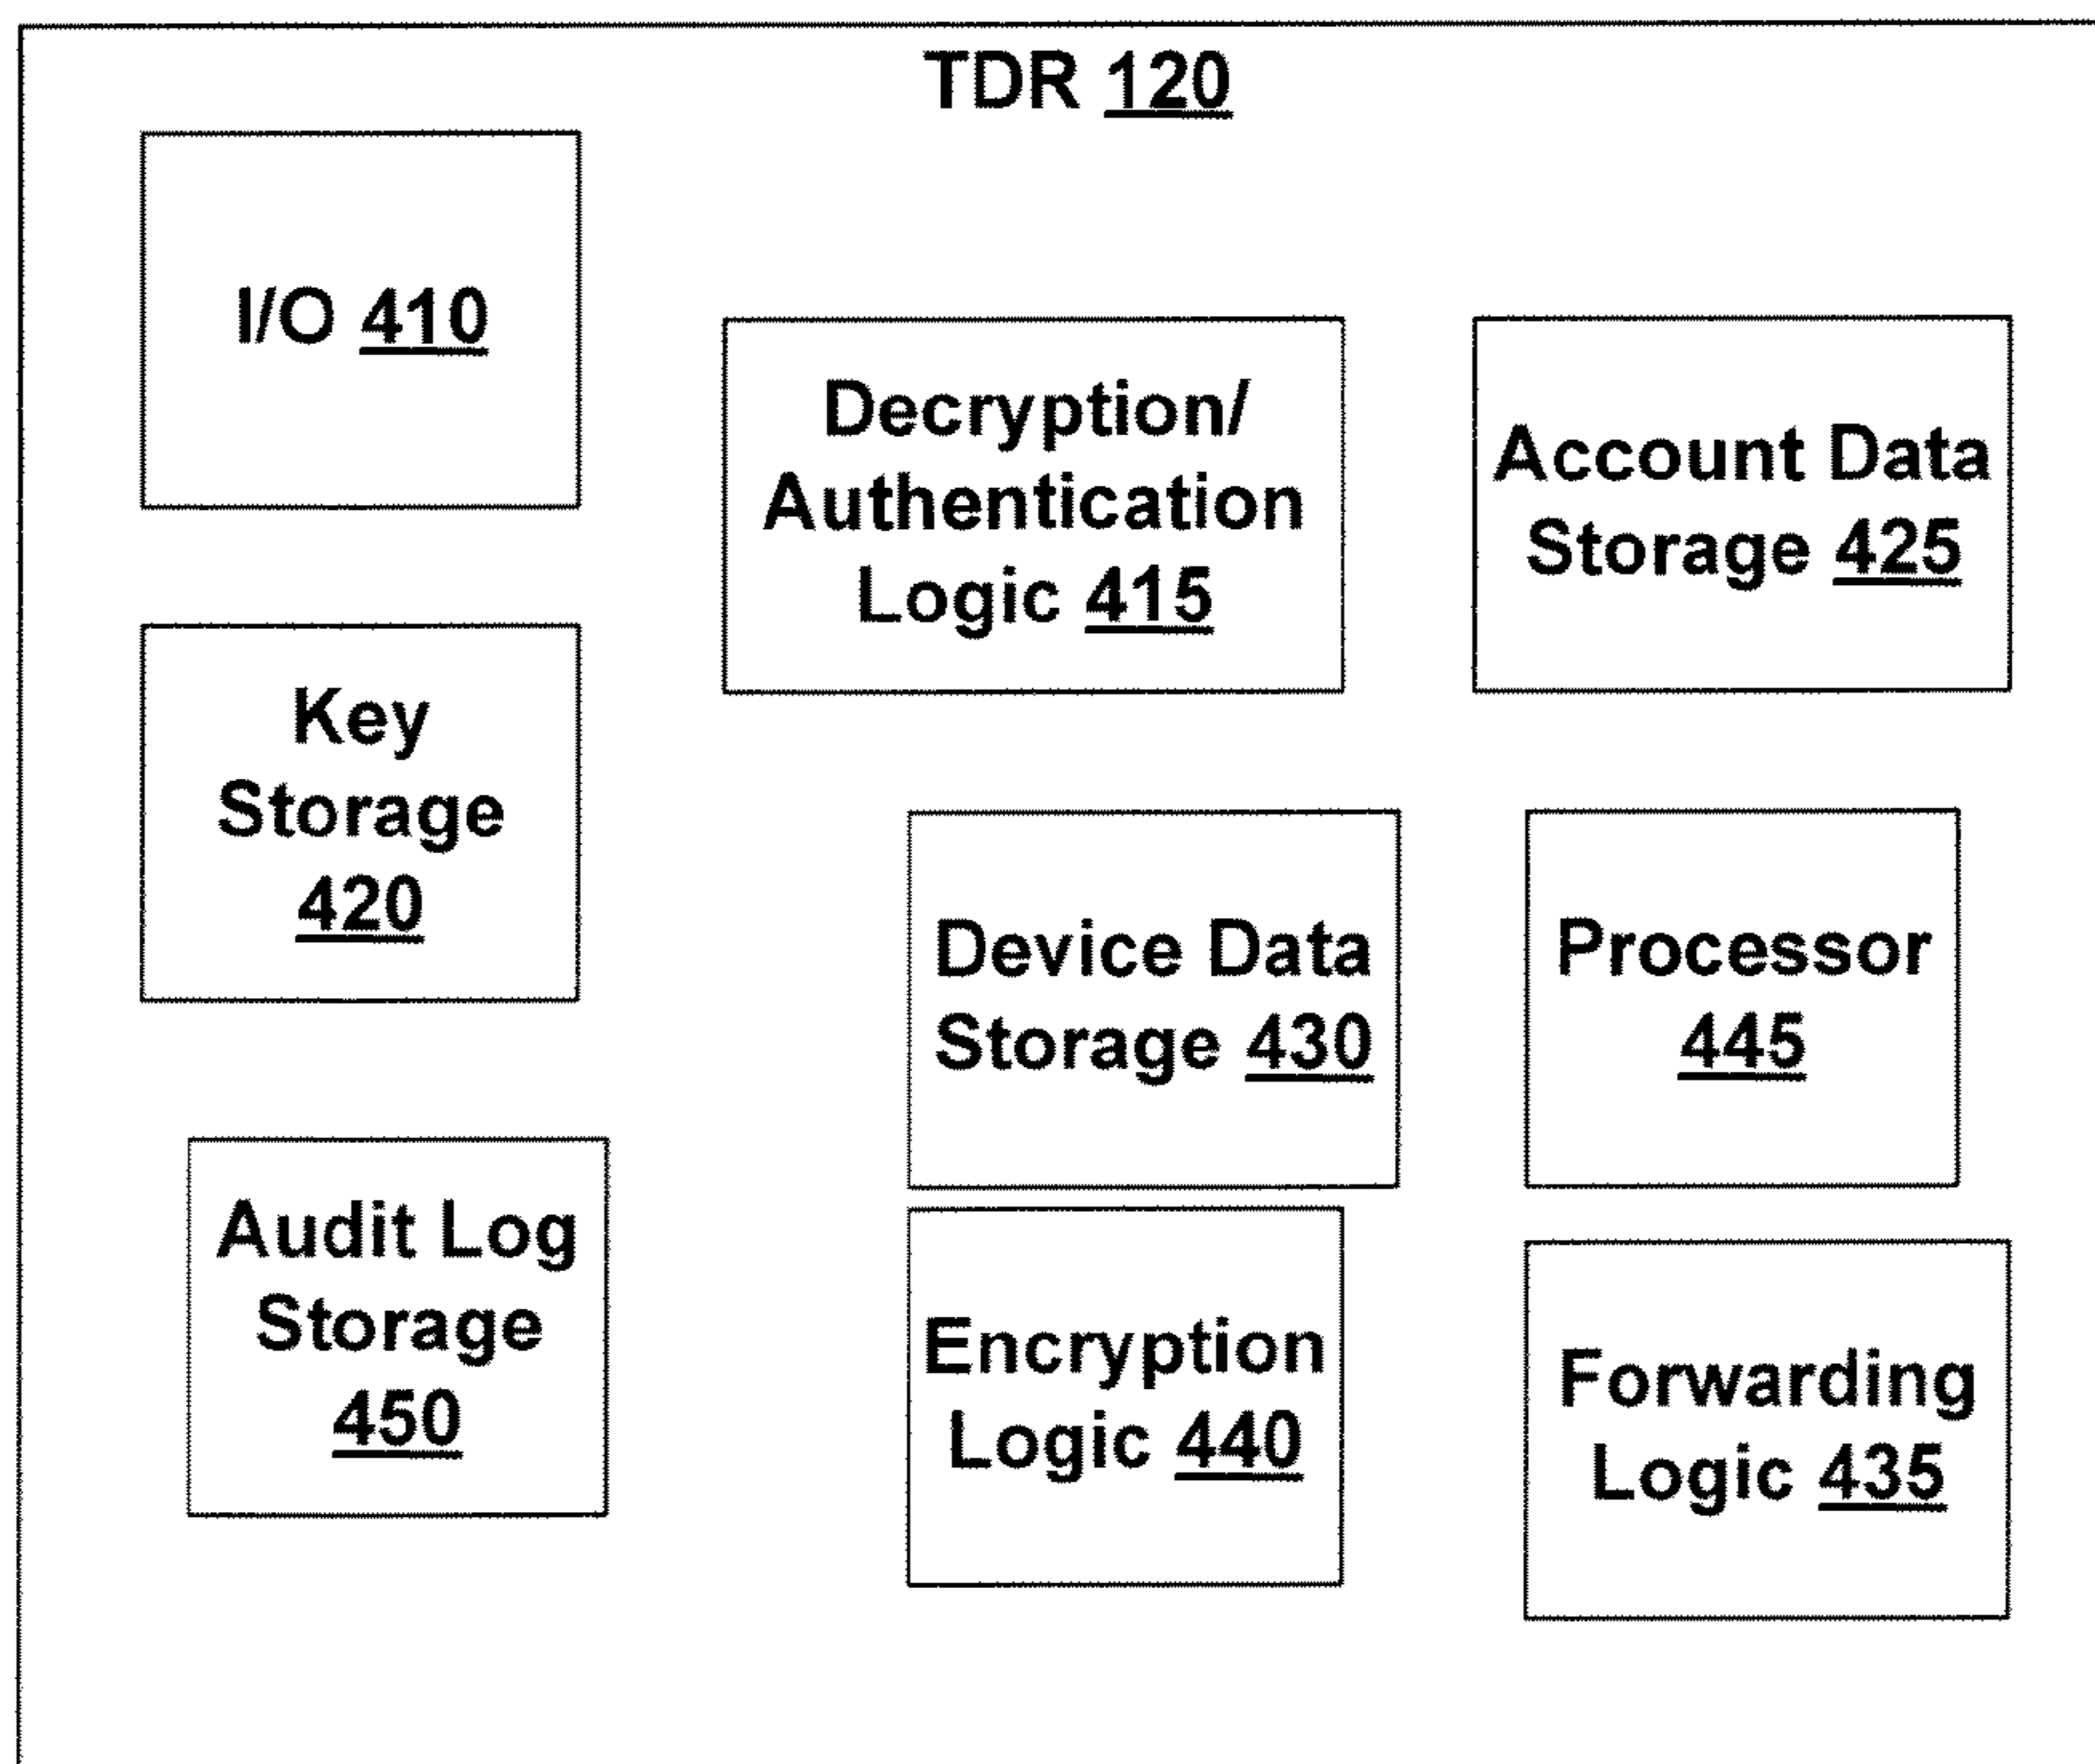 TDR 120
I/O 410
Decryption/
Authentication
Logic 415
Account Data
Storage 425
Key
Storage
420
Device Data
Storage 430
Processor
445
Audit Log
Storage
450
Encryption
Logic 440
Forwarding
Logic 435